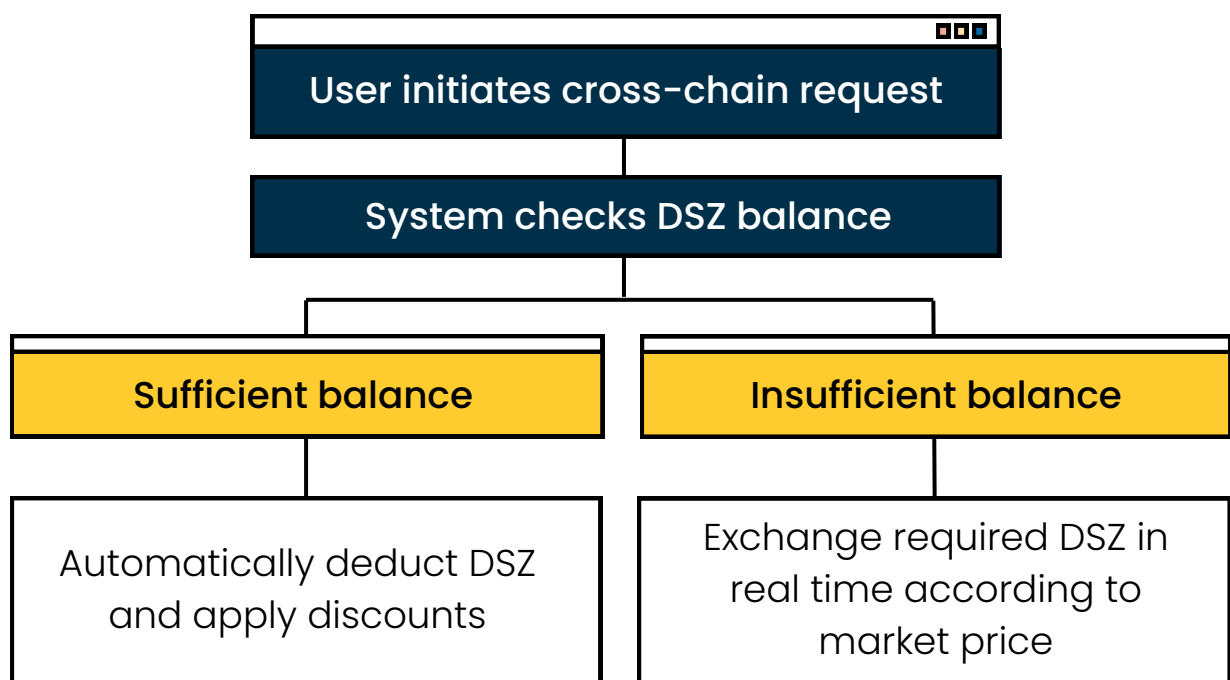 User initiates cross-chain request
System checks DSZ balance
Sufficient balance
Insufficient balance
Automatically deduct DSZ
and apply discounts
Exchange required DSZ in
real time according to
market price